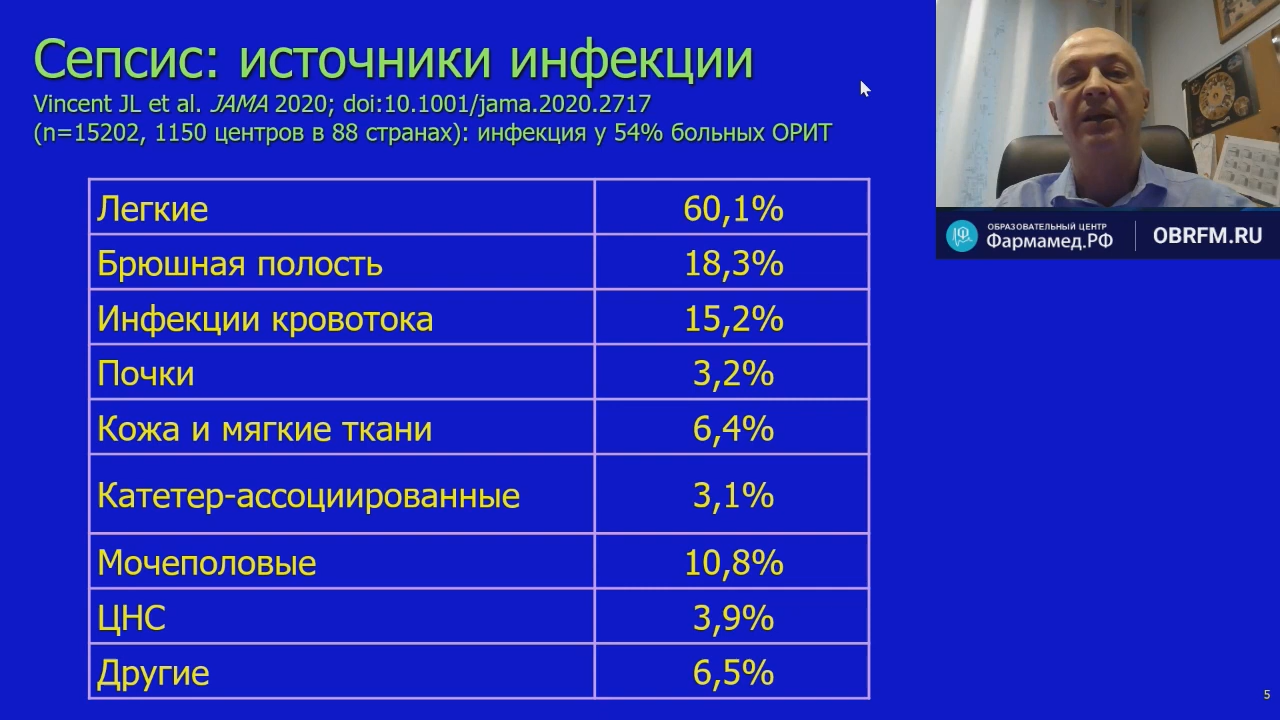 Сепсис: источники инфекции
Vincent JL et al. JAMA 2020; doi:10.1001/jama.2020.2717
(n=15202, 1150 центров в 88 странах): инфекция у 54% больных ОРИТ
Легкие 60,1%
Брюшная полость 18,3%
Инфекции кровотока 15,2%
Почки 3,2%
Кожа и мягкие ткани 6,4%
Катетер-ассоциированные 3,1%
Мочеполовые 10,8%
ЦНС 3,9%
Другие 6,5%
ОБРАЗОВАТЕЛЬНЫЙ ЦЕНТР
Фармамед.РФ
OBRFM.RU
5